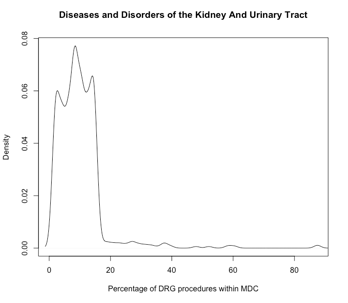 Diseases and Disorders of the Kidney And Urinary Tract
0.08
0.06
0.04
0.02
0.00
Density
0 20 40 60 80
Percentage of DRG procedures within MDC